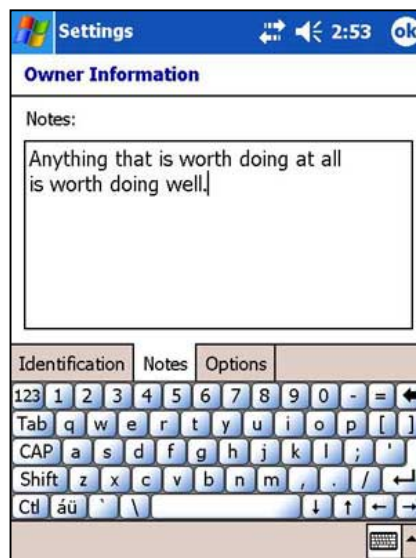 Settings 2:53 ok
Owner Information
Notes:
Anything that is worth doing at all
is worth doing well.
Identification Notes Options
123 1 2 3 4 5 6 7 8 9 0 - =
Tab q w e r t y u i o p [ ]
CAP a s d f g h j k l ; '
Shift z x c v b n m , . /
Ctl áü ` \